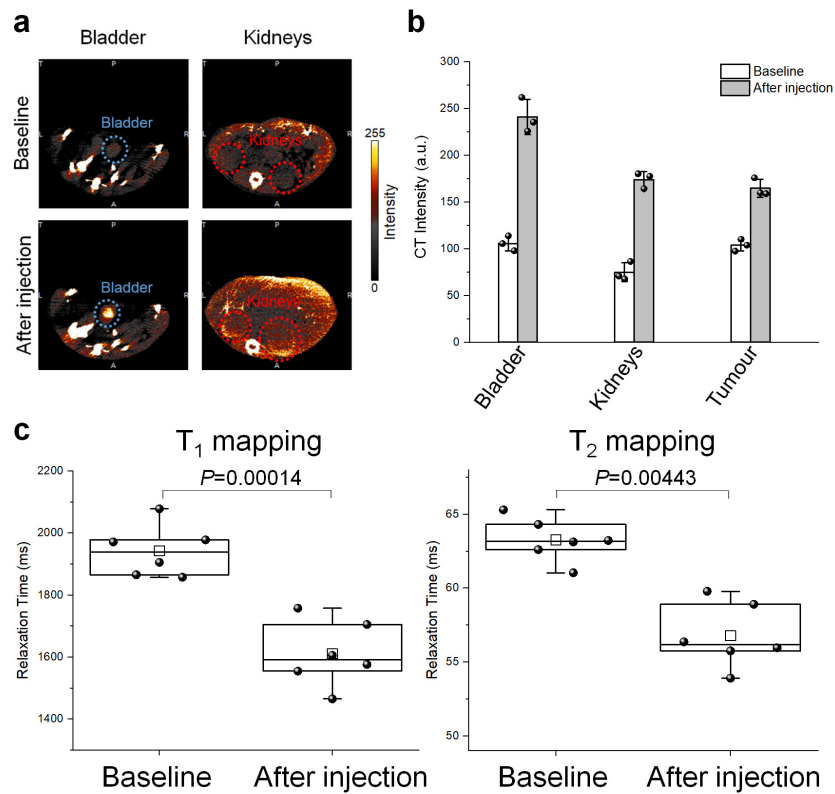 a
Bladder
Kidneys
Baseline
After injection
T
P
L
R
A
Bladder
T
P
L
R
A
Kidneys
T
P
L
R
A
Bladder
T
P
L
R
A
Kidneys
255
Intensity
0
b
CT Intensity (a.u.)
300
250
200
150
100
50
0
Baseline
After injection
Bladder
Kidneys
Tumour
c
T1 mapping
P=0.00014
Relaxation Time (ms)
2200
2000
1800
1600
1400
Baseline
After injection
T2 mapping
P=0.00443
Relaxation Time (ms)
65
60
55
50
Baseline
After injection